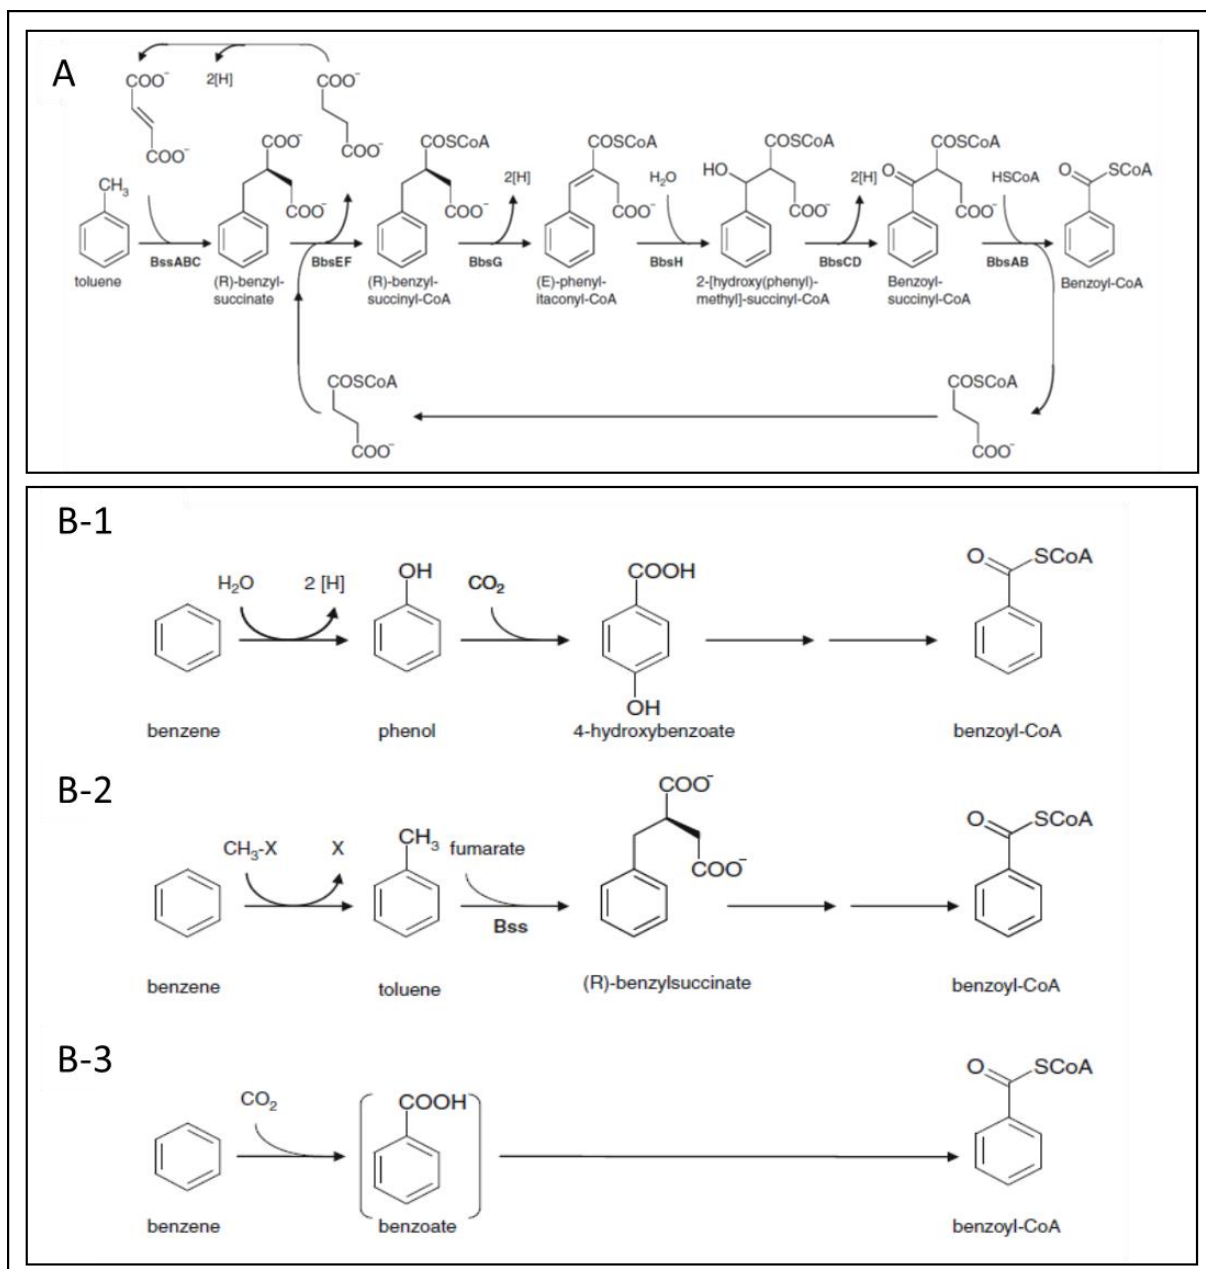 A
COO⁻ 2[H] COO⁻
COO⁻ COO⁻
COO⁻ COSCoA COSCoA COSCoA COSCoA
CH₃ COO⁻ COO⁻ 2[H] COO⁻ H₂O HO COO⁻ 2[H] O COO⁻ HSCoA O SCoA
BssABC BbsEF BbsG BbsH BbsCD BbsAB
toluene (R)-benzyl- (R)-benzyl- (E)-phenyl- 2-[hydroxy(phenyl)- Benzoyl- Benzoyl-CoA
succinate succinyl-CoA itaconyl-CoA methyl]-succinyl-CoA succinyl-CoA
COSCoA COSCoA
COO⁻ COO⁻
B-1
H₂O 2 [H] OH CO₂ COOH O SCoA
OH
benzene phenol 4-hydroxybenzoate benzoyl-CoA
B-2
COO⁻
CH₃-X X CH₃ fumarate COO⁻ O SCoA
Bss
benzene toluene (R)-benzylsuccinate benzoyl-CoA
B-3
CO₂ COOH O SCoA
benzene benzoate benzoyl-CoA